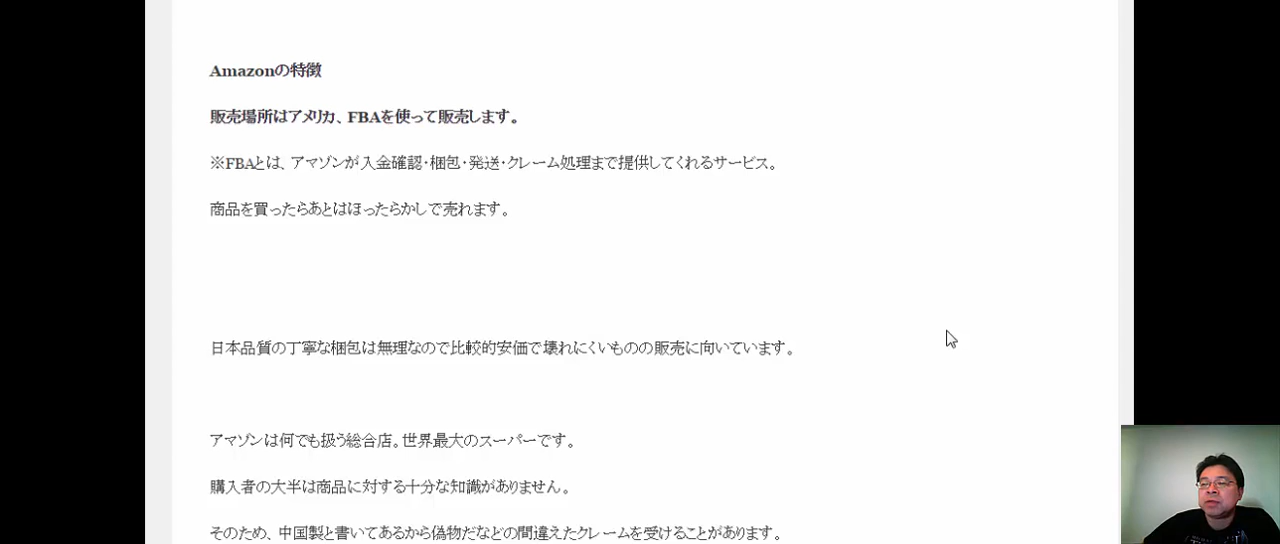 Amazonの特徴
販売場所はアメリカ、FBAを使って販売します。
※FBAとは、アマゾンが入金確認・梱包・発送・クレーム処理まで提供してくれるサービス。
商品を買ったらあとはほったらかしで売れます。
日本品質の丁寧な梱包は無理なので比較的安価で壊れにくいものの販売に向いています。
アマゾンは何でも扱う総合店。世界最大のスーパーです。
購入者の大半は商品に対する十分な知識がありません。
そのため、中国製と書いてあるから偽物だなどの間違えたクレームを受けることがあります。